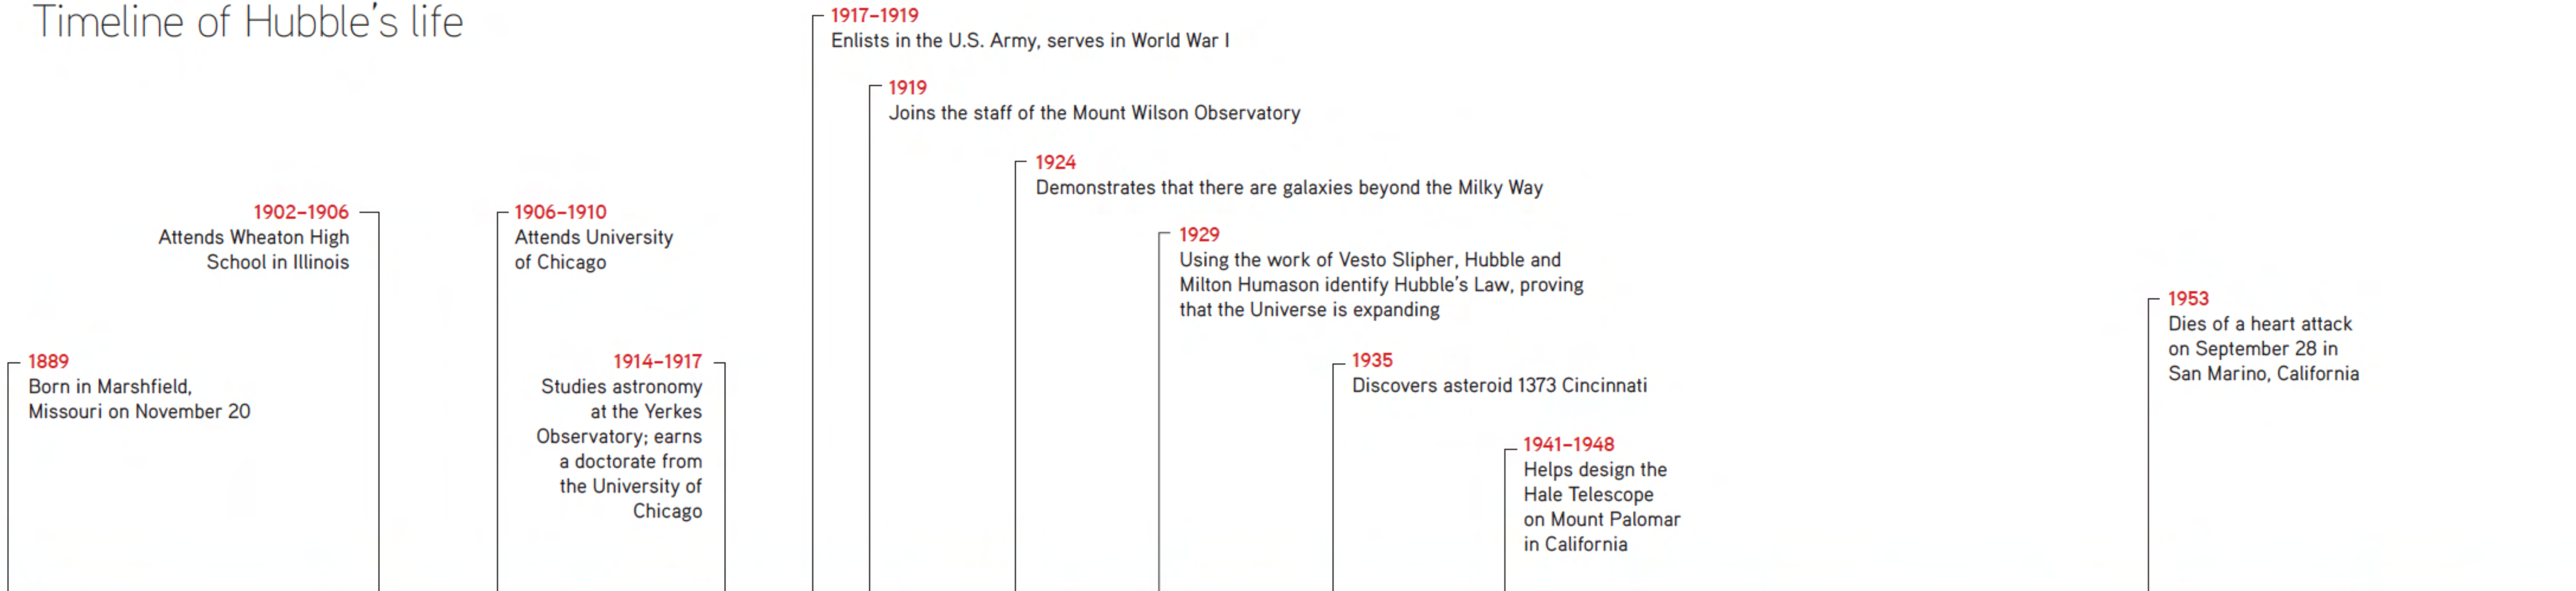 Timeline of Hubble's life
1889
Born in Marshfield,
Missouri on November 20
1902–1906
Attends Wheaton High
School in Illinois
1906–1910
Attends University
of Chicago
1914–1917
Studies astronomy
at the Yerkes
Observatory; earns
a doctorate from
the University of
Chicago
1917–1919
Enlists in the U.S. Army, serves in World War I
1919
Joins the staff of the Mount Wilson Observatory
1924
Demonstrates that there are galaxies beyond the Milky Way
1929
Using the work of Vesto Slipher, Hubble and
Milton Humason identify Hubble's Law, proving
that the Universe is expanding
1935
Discovers asteroid 1373 Cincinnati
1941–1948
Helps design the
Hale Telescope
on Mount Palomar
in California
1953
Dies of a heart attack
on September 28 in
San Marino, California